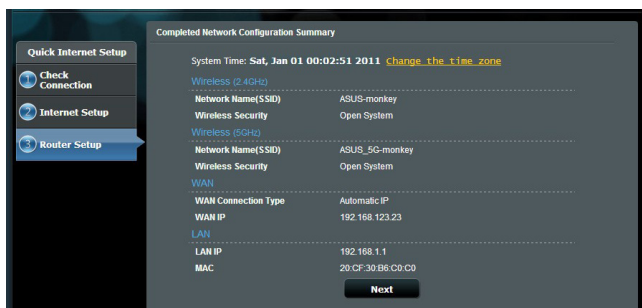 Completed Network Configuration Summary
Quick Internet Setup
1 Check Connection
2 Internet Setup
3 Router Setup
System Time: Sat, Jan 01 00:02:51 2011 Change the time zone
Wireless (2.4GHz)
Network Name(SSID) ASUS-monkey
Wireless Security Open System
Wireless (5GHz)
Network Name(SSID) ASUS_5G-monkey
Wireless Security Open System
WAN
WAN Connection Type Automatic IP
WAN IP 192.168.123.23
LAN
LAN IP 192.168.1.1
MAC 20:CF:30:B6:C0:C0
Next